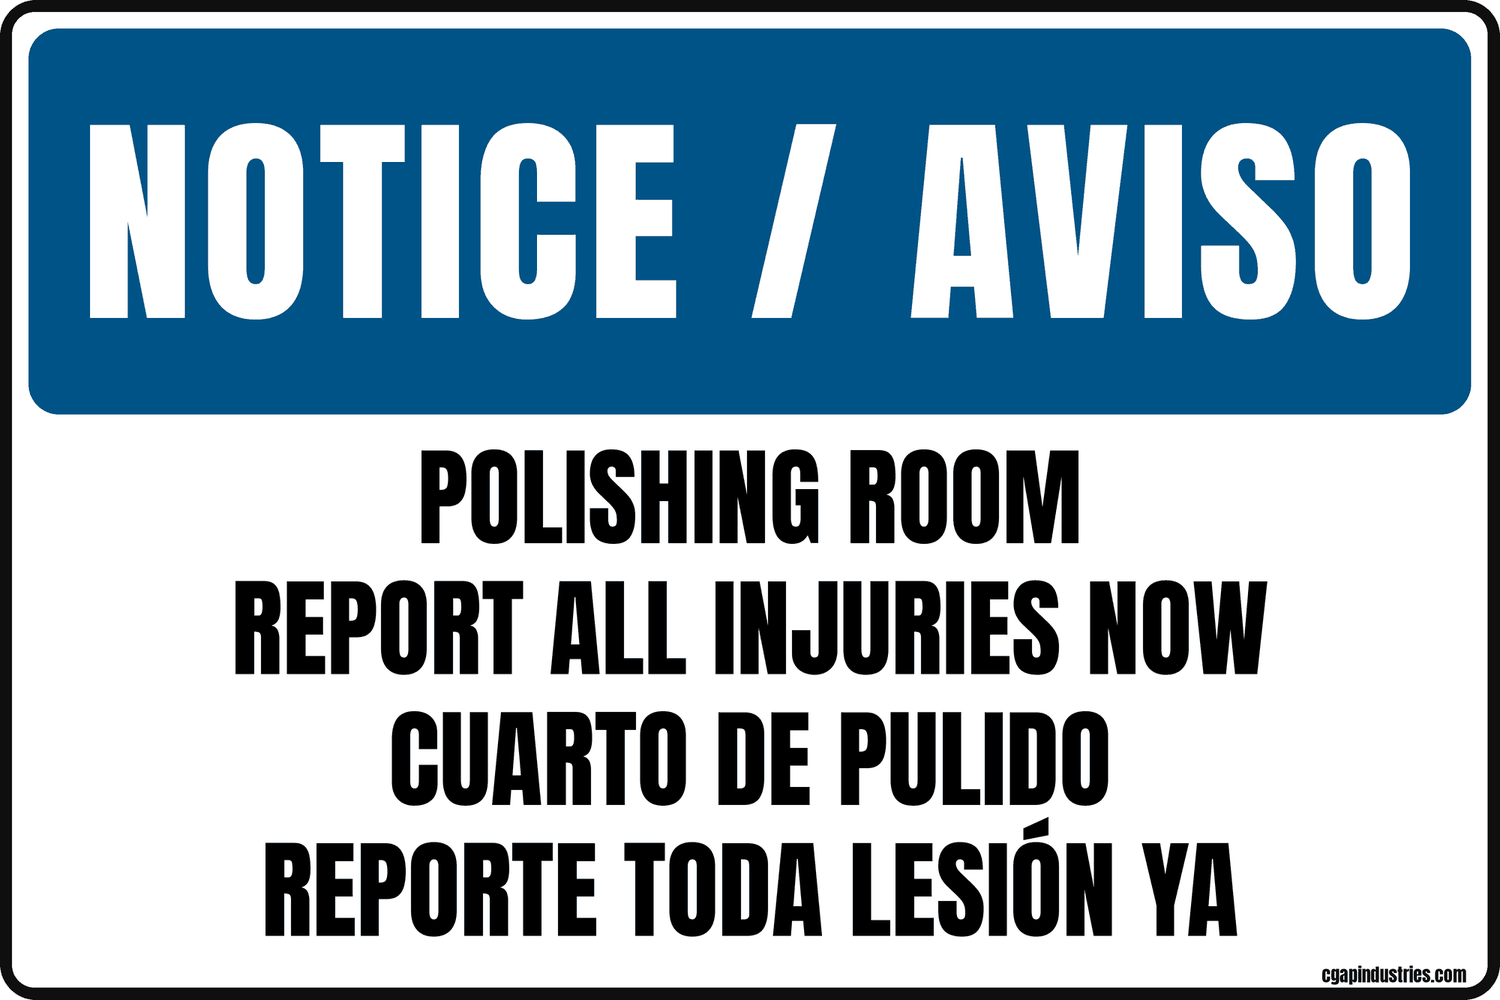 NOTICE / AVISO
POLISHING ROOM
REPORT ALL INJURIES NOW
CUARTO DE PULIDO
REPORTE TODA LESIÓN YA
cgapindustries.com